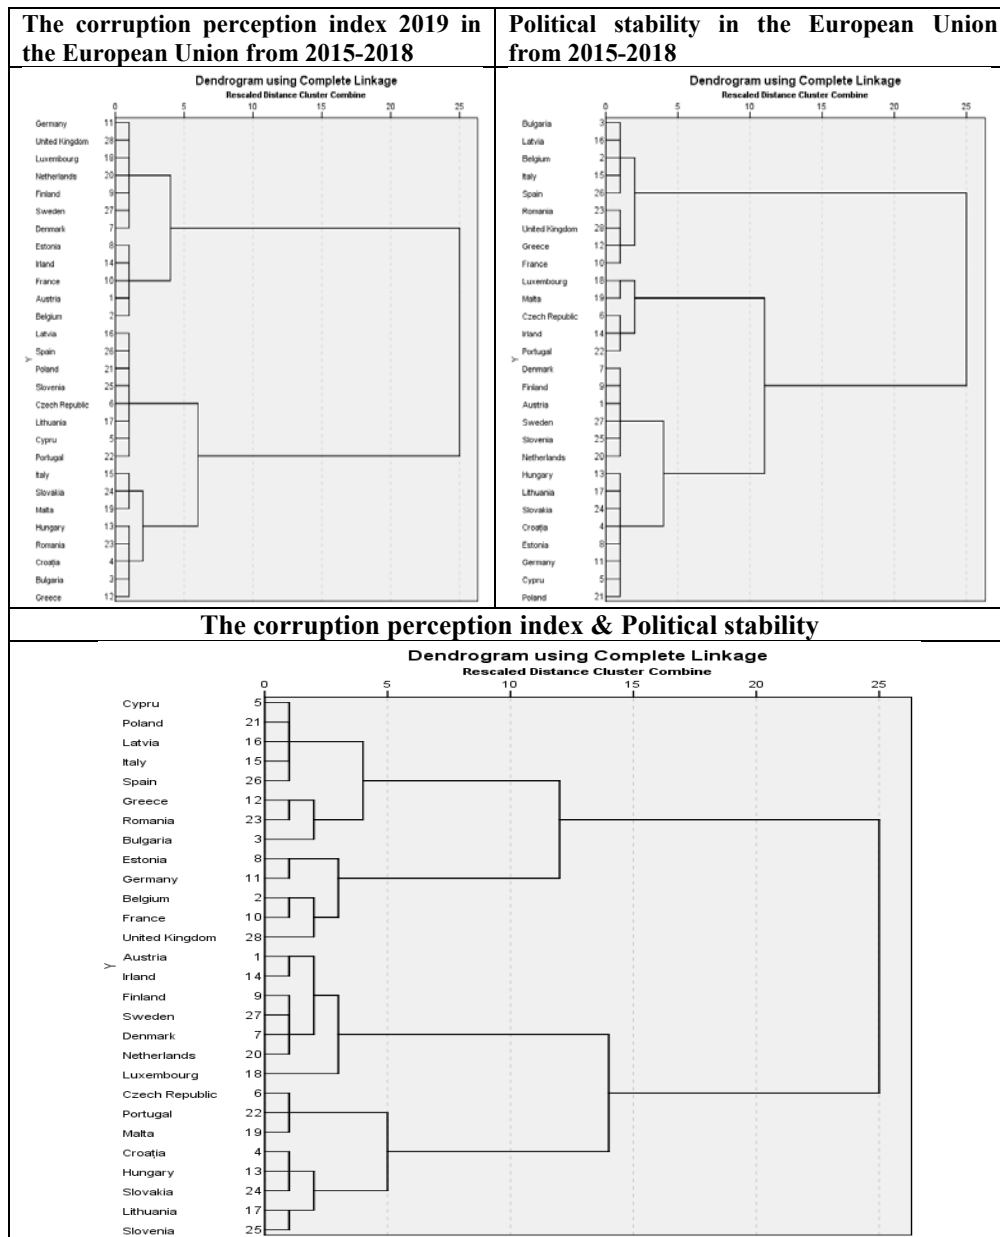 The corruption perception index 2019 in
the European Union from 2015-2018
Dendrogram using Complete Linkage
Rescaled Distance Cluster Combine
0 5 10 15 20 25
Germany 11
United Kingdom 28
Luxembourg 18
Netherlands 20
Finland 9
Sweden 27
Denmark 7
Estonia 8
Irland 14
France 10
Austria 1
Belgium 2
Latvia 16
Spain 26
Poland 21
Slovenia 25
Czech Republic 6
Lithuania 17
Cypru 5
Portugal 22
Italy 15
Slovakia 24
Malta 19
Hungary 13
Romania 23
Croația 4
Bulgaria 3
Greece 12
Y
Political stability in the European Union
from 2015-2018
Dendrogram using Complete Linkage
Rescaled Distance Cluster Combine
0 5 10 15 20 25
Bulgaria 3
Latvia 16
Belgium 2
Italy 15
Spain 26
Romania 23
United Kingdom 28
Greece 12
France 10
Luxembourg 18
Malta 19
Czech Republic 6
Irland 14
Portugal 22
Denmark 7
Finland 9
Austria 1
Sweden 27
Slovenia 25
Netherlands 20
Hungary 13
Lithuania 17
Slovakia 24
Croația 4
Estonia 8
Germany 11
Cypru 5
Poland 21
Y
The corruption perception index & Political stability
Dendrogram using Complete Linkage
Rescaled Distance Cluster Combine
0 5 10 15 20 25
Cypru 5
Poland 21
Latvia 16
Italy 15
Spain 26
Greece 12
Romania 23
Bulgaria 3
Estonia 8
Germany 11
Belgium 2
France 10
United Kingdom 28
Austria 1
Irland 14
Finland 9
Sweden 27
Denmark 7
Netherlands 20
Luxembourg 18
Czech Republic 6
Portugal 22
Malta 19
Croația 4
Hungary 13
Slovakia 24
Lithuania 17
Slovenia 25
Y